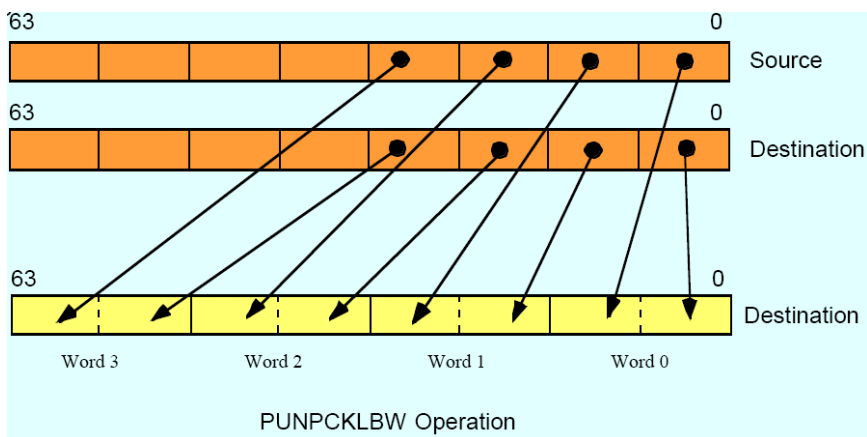 63 0
Source
63 0
Destination
63 0
Destination
Word 3 Word 2 Word 1 Word 0
PUNPCKLBW Operation